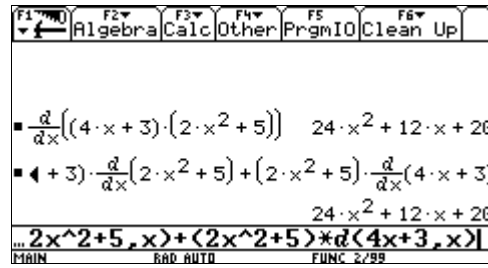 F1 F2 F3 F4 F5 F6
Algebra Calc Other PrgmIO Clean Up
d/dx((4·x + 3)·(2·x² + 5)) 24·x² + 12·x + 20
+ 3)·d/dx(2·x² + 5) + (2·x² + 5)·d/dx(4·x + 3)
24·x² + 12·x + 20
…2x^2+5,x)+(2x^2+5)*d(4x+3,x)
MAIN RAD AUTO FUNC 2/99